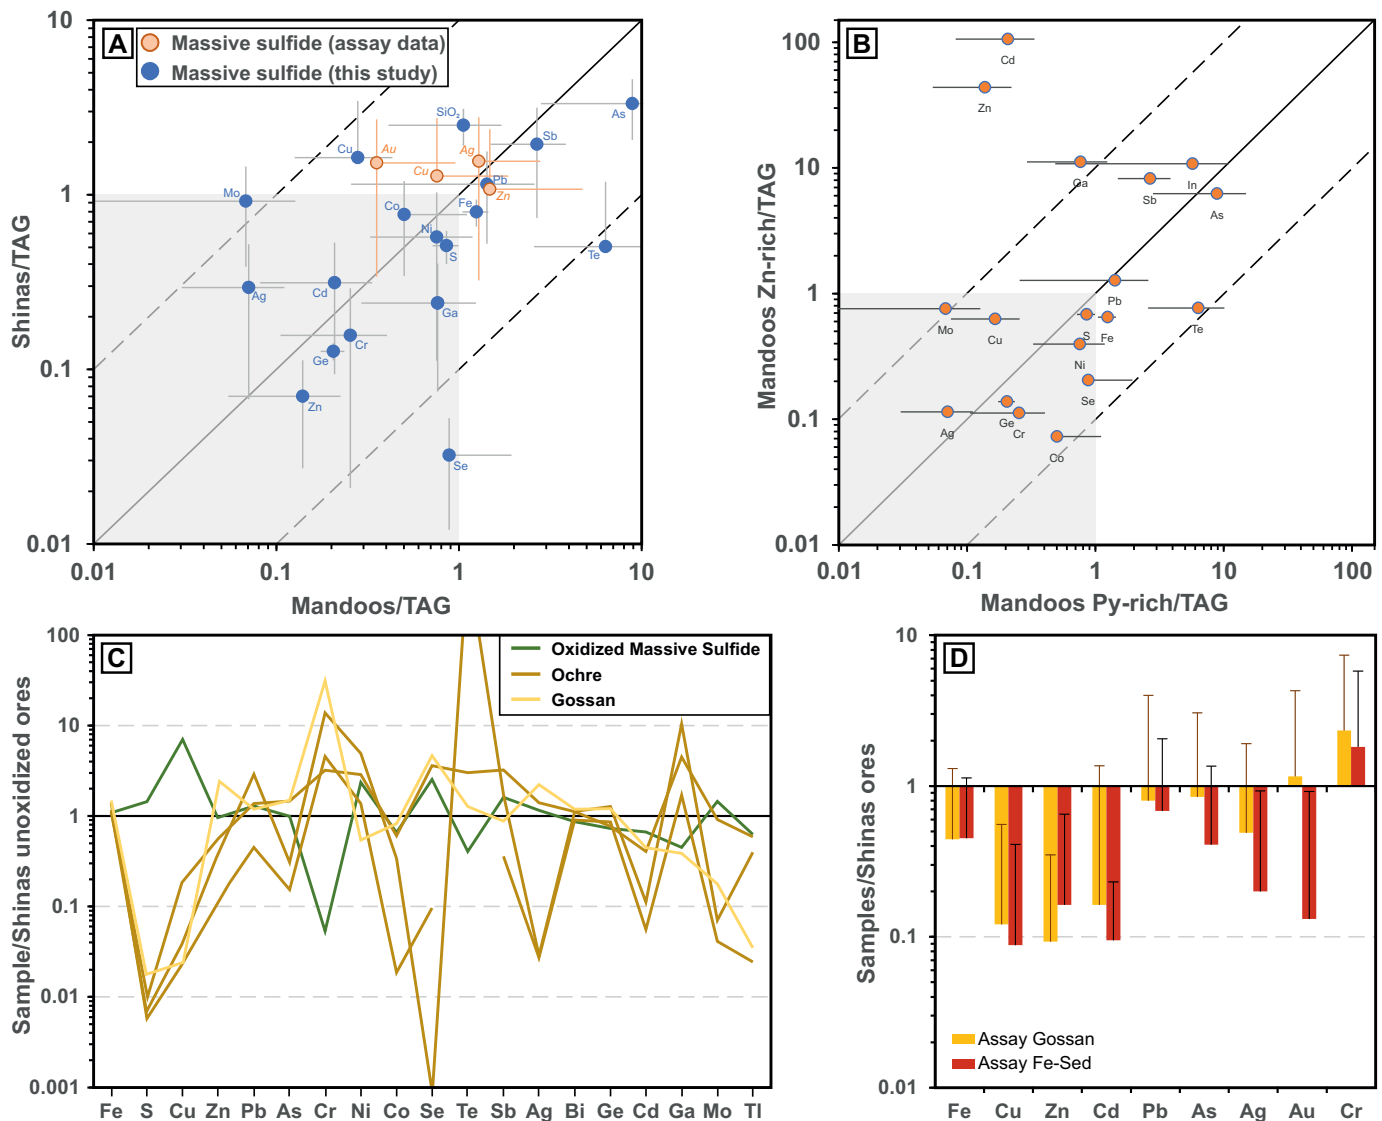 A
Massive sulfide (assay data)
Massive sulfide (this study)
Shinas/TAG
10
1
0.1
0.01
As
SiO₂
Sb
Cu
Au
Ag
Cu
Pb
Zn
Mo
Co
Fe
Ni
S
Te
Ag
Cd
Ga
Cr
Ge
Zn
Se
0.01
0.1
1
10
Mandoos/TAG
B
Mandoos Zn-rich/TAG
100
10
1
0.1
0.01
Cd
Zn
Ga
In
Sb
As
Pb
Mo
Cu
S
Fe
Te
Ni
Se
Ag
Ge
Cr
Co
0.01
0.1
1
10
100
Mandoos Py-rich/TAG
C
Oxidized Massive Sulfide
Ochre
Gossan
Sample/Shinas unoxidized ores
100
10
1
0.1
0.01
0.001
Fe S Cu Zn Pb As Cr Ni Co Se Te Sb Ag Bi Ge Cd Ga Mo Tl
D
Samples/Shinas ores
10
1
0.1
0.01
Assay Gossan
Assay Fe-Sed
Fe Cu Zn Cd Pb As Ag Au Cr